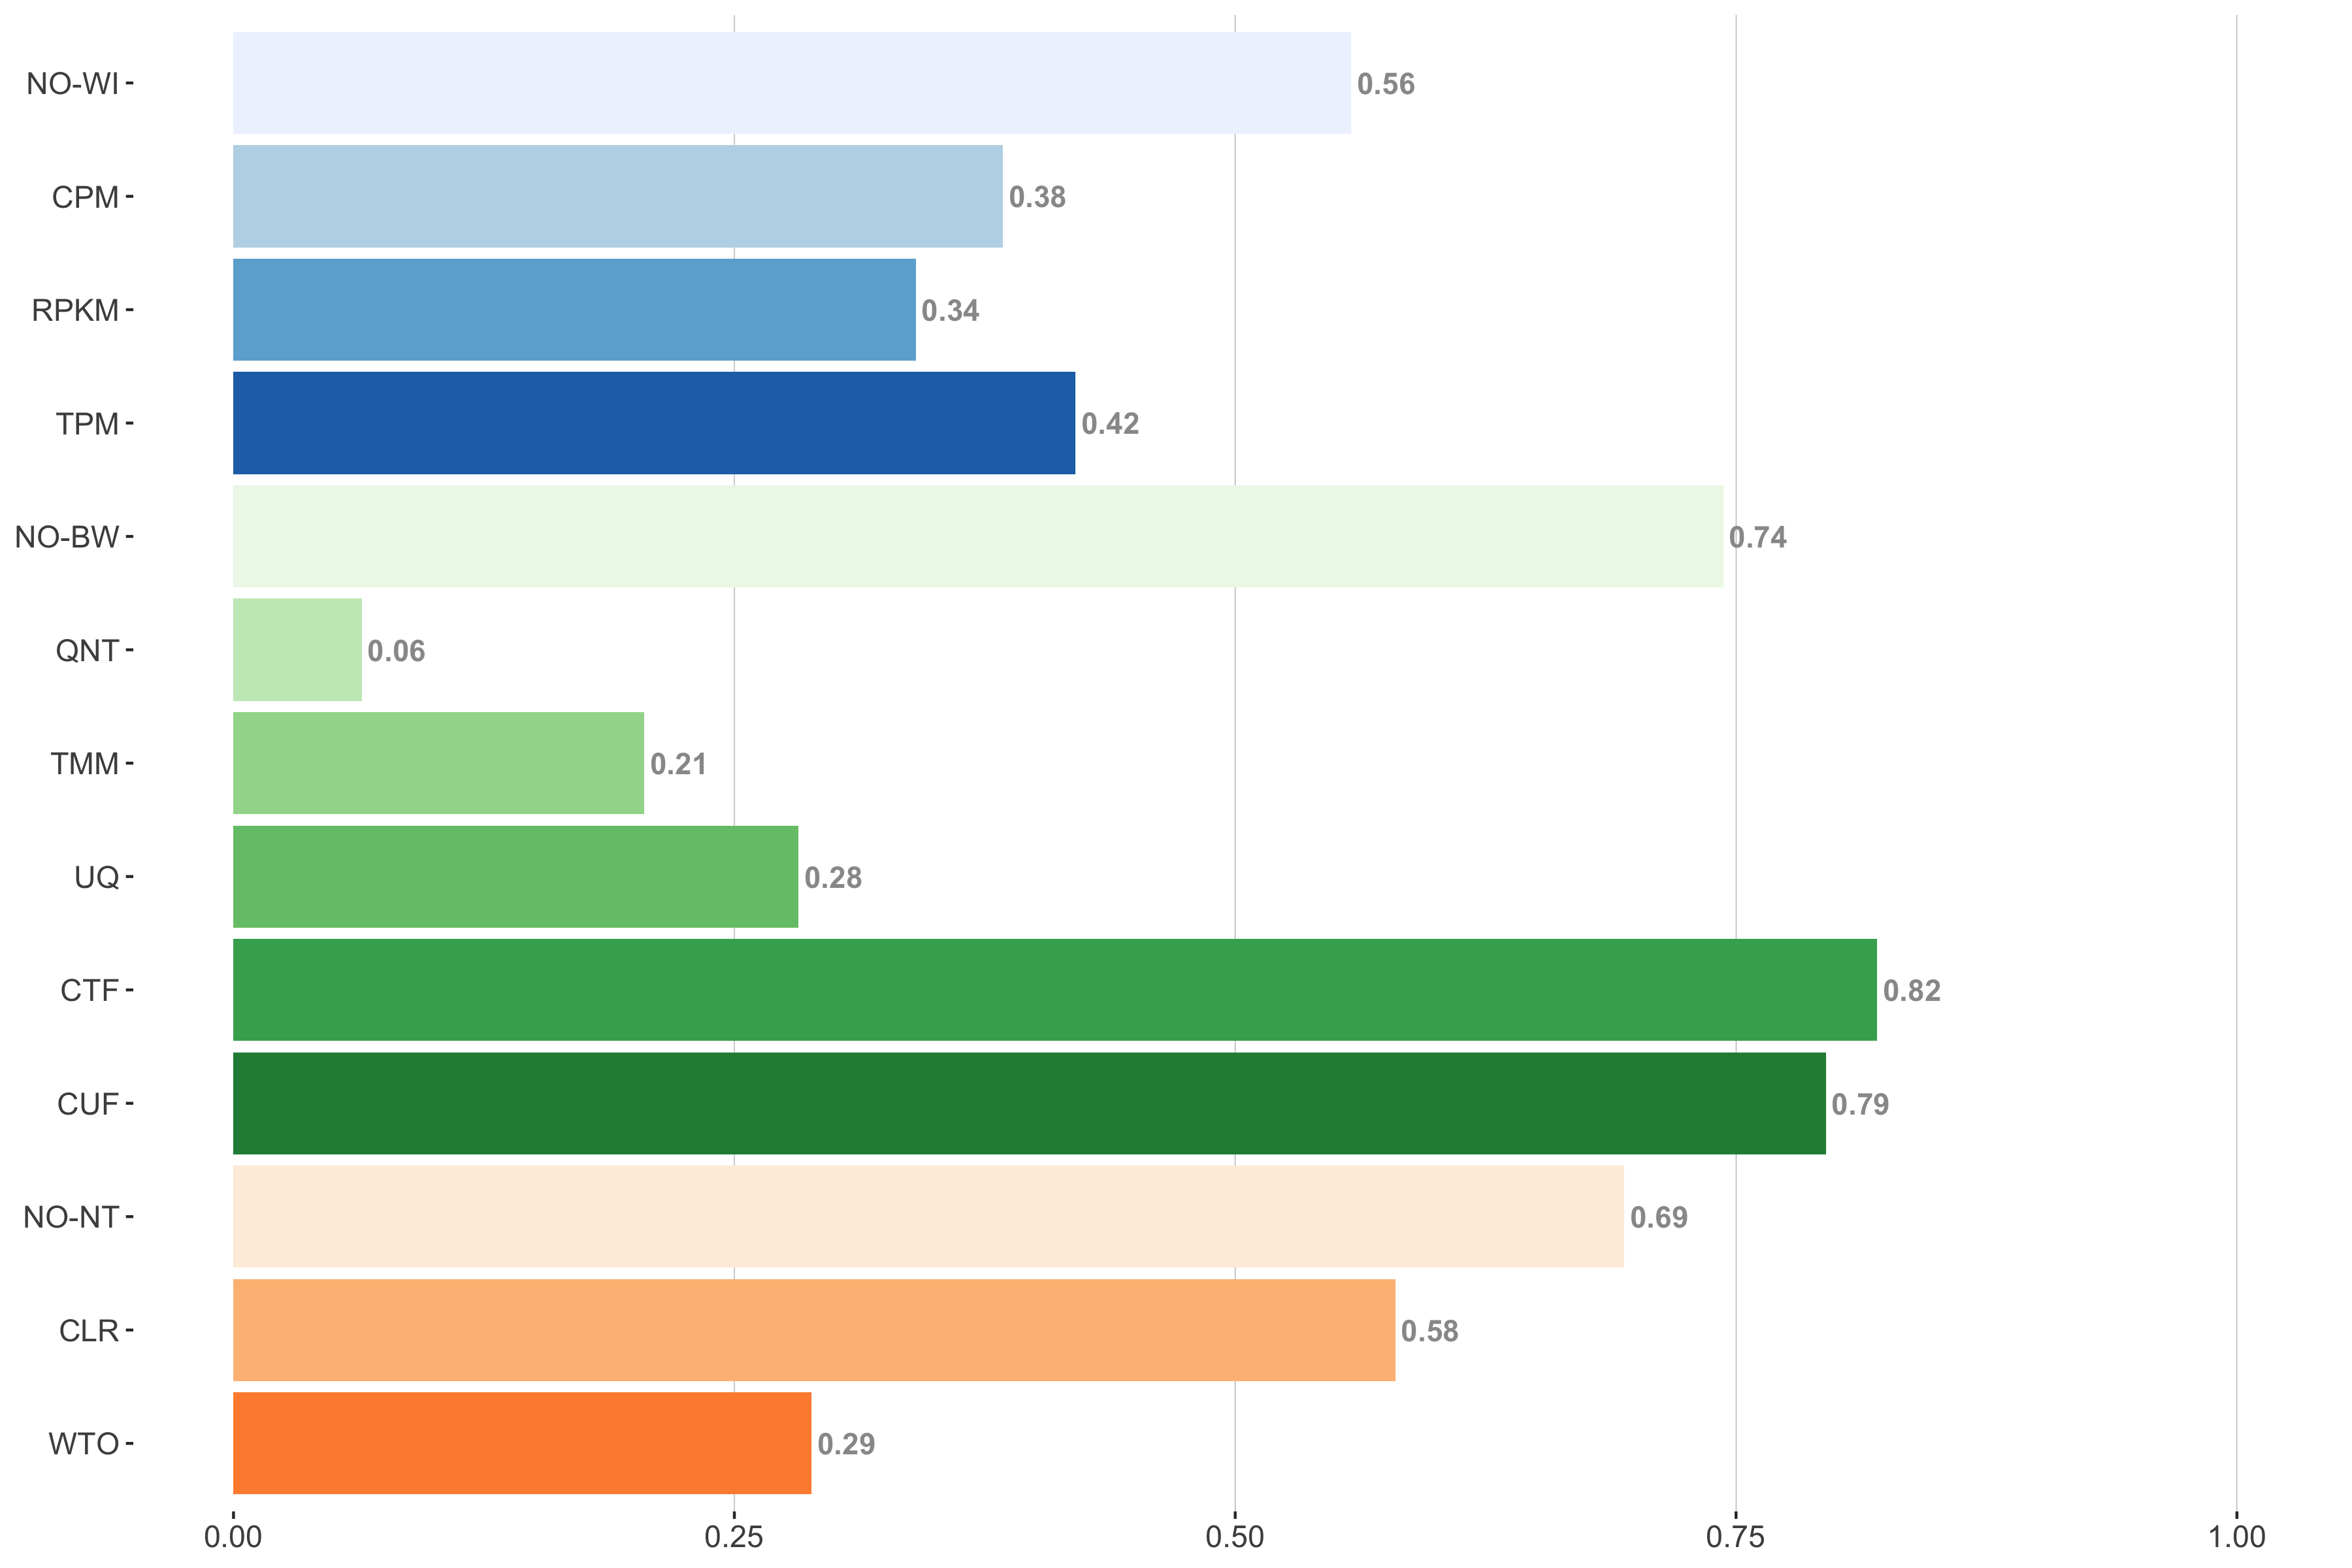 NO-WI 0.56
CPM 0.38
RPKM 0.34
TPM 0.42
NO-BW 0.74
QNT 0.06
TMM 0.21
UQ 0.28
CTF 0.82
CUF 0.79
NO-NT 0.69
CLR 0.58
WTO 0.29
0.00 0.25 0.50 0.75 1.00